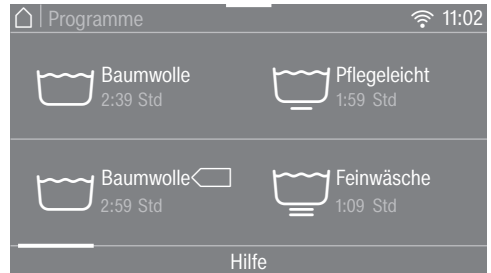 Programme 11:02
Baumwolle
2:39 Std
Pflegeleicht
1:59 Std
Baumwolle
2:59 Std
Feinwäsche
1:09 Std
Hilfe